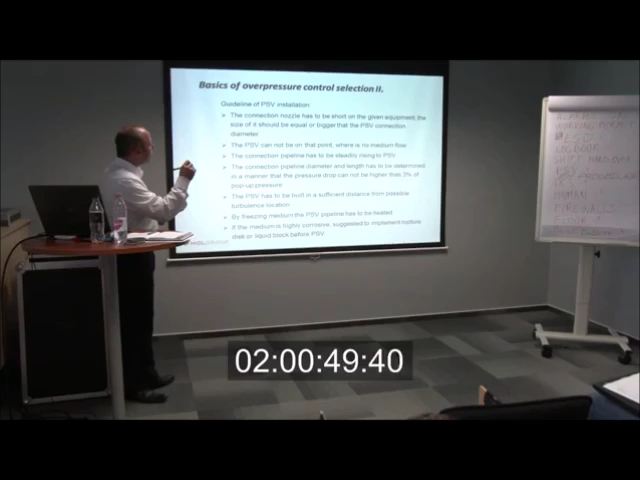 Basics of overpressure control selection II.
Guideline of PSV installation:
The connection nozzle has to be short on the given equipment, the
size of it should be equal or bigger that the PSV connection
diameter
The PSV can not be on that point, where is no medium flow
The connection pipeline has to be steadily rising to PSV
The connection pipeline diameter and length has to be determined
in a manner that the pressure drop can not be higher than 3% of
pop-up pressure
The PSV has to be built in a sufficient distance from possible
turbulence location.
By freezing medium the PSV pipeline has to be heated
If the medium is highly corrosive, suggested to implement rupture
disk or liquid block before PSV
HUMAN
FIREWALL
02:00:49:40